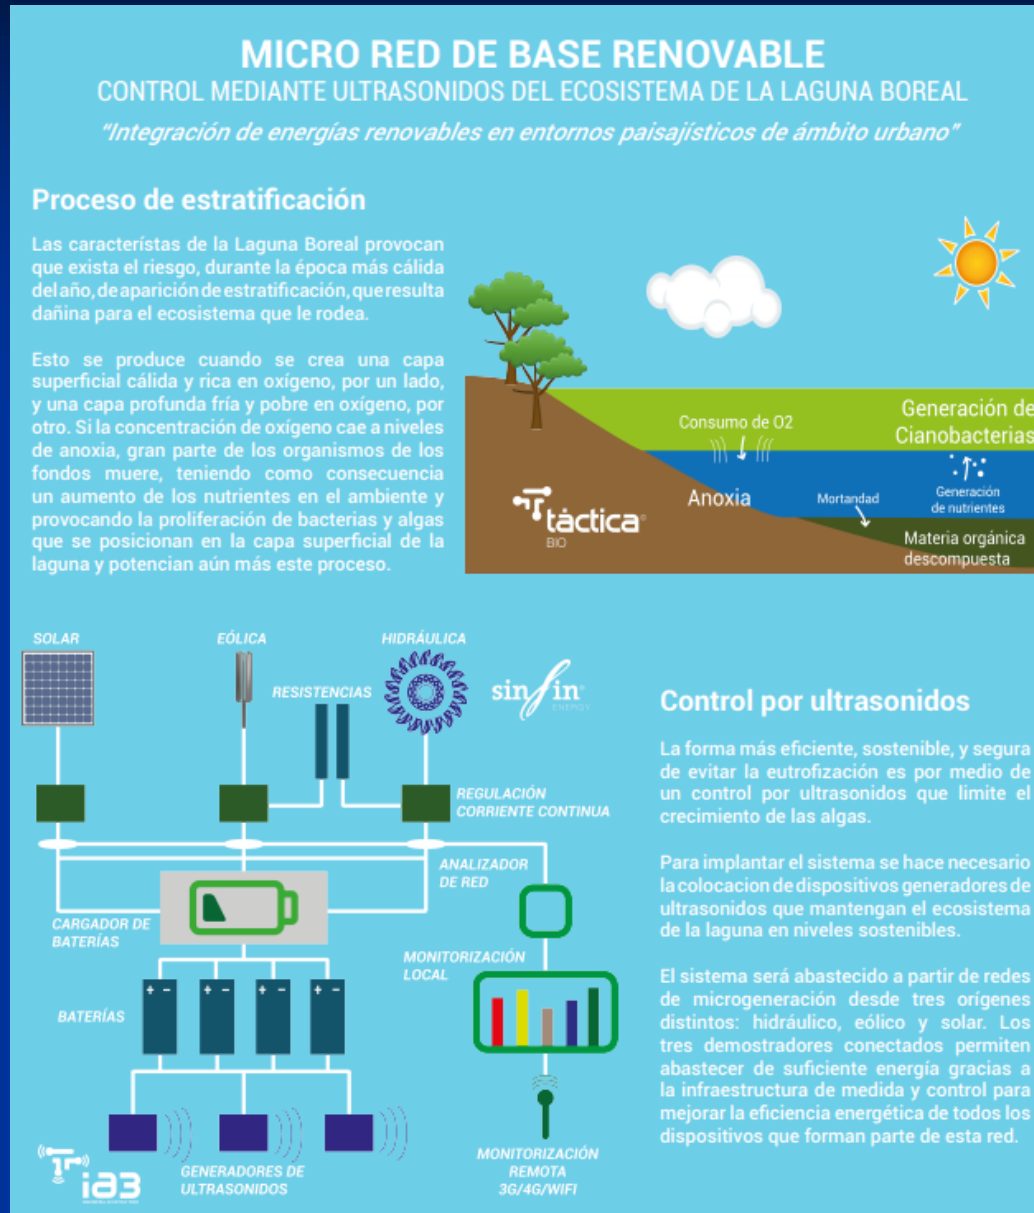 MICRO RED DE BASE RENOVABLE
CONTROL MEDIANTE ULTRASONIDOS DEL ECOSISTEMA DE LA LAGUNA BOREAL
"Integración de energías renovables en entornos paisajísticos de ámbito urbano"
Proceso de estratificación
Las característas de la Laguna Boreal provocan
que exista el riesgo, durante la época más cálida
del año, de aparición de estratificación, que resulta
dañina para el ecosistema que le rodea.
Esto se produce cuando se crea una capa
superficial cálida y rica en oxígeno, por un lado,
y una capa profunda fría y pobre en oxígeno, por
otro. Si la concentración de oxígeno cae a niveles
de anoxia, gran parte de los organismos de los
fondos muere, teniendo como consecuencia
un aumento de los nutrientes en el ambiente y
provocando la proliferación de bacterias y algas
que se posicionan en la capa superficial de la
laguna y potencian aún más este proceso.
Consumo de O2
Generación de
Cianobacterias
Anoxia
Mortandad
Generación
de nutrientes
Materia orgánica
descompuesta
táctica
BIO
SOLAR
EÓLICA
HIDRÁULICA
RESISTENCIAS
sinfin
ENERGY
REGULACIÓN
CORRIENTE CONTINUA
ANALIZADOR
DE RED
CARGADOR DE
BATERÍAS
MONITORIZACIÓN
LOCAL
BATERÍAS
+ - + - + - + -
GENERADORES DE
ULTRASONIDOS
MONITORIZACIÓN
REMOTA
3G/4G/WIFI
ia3
Control por ultrasonidos
La forma más eficiente, sostenible, y segura
de evitar la eutrofización es por medio de
un control por ultrasonidos que limite el
crecimiento de las algas.
Para implantar el sistema se hace necesario
la colocacion de dispositivos generadores de
ultrasonidos que mantengan el ecosistema
de la laguna en niveles sostenibles.
El sistema será abastecido a partir de redes
de microgeneración desde tres orígenes
distintos: hidráulico, eólico y solar. Los
tres demostradores conectados permiten
abastecer de suficiente energía gracias a
la infraestructura de medida y control para
mejorar la eficiencia energética de todos los
dispositivos que forman parte de esta red.